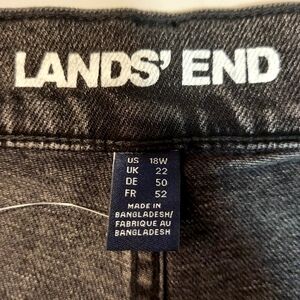 LANDS' END
US 18W
UK 22
DE 50
FR 52
MADE IN
BANGLADESH/
FABRIQUE AU
BANGLADESH